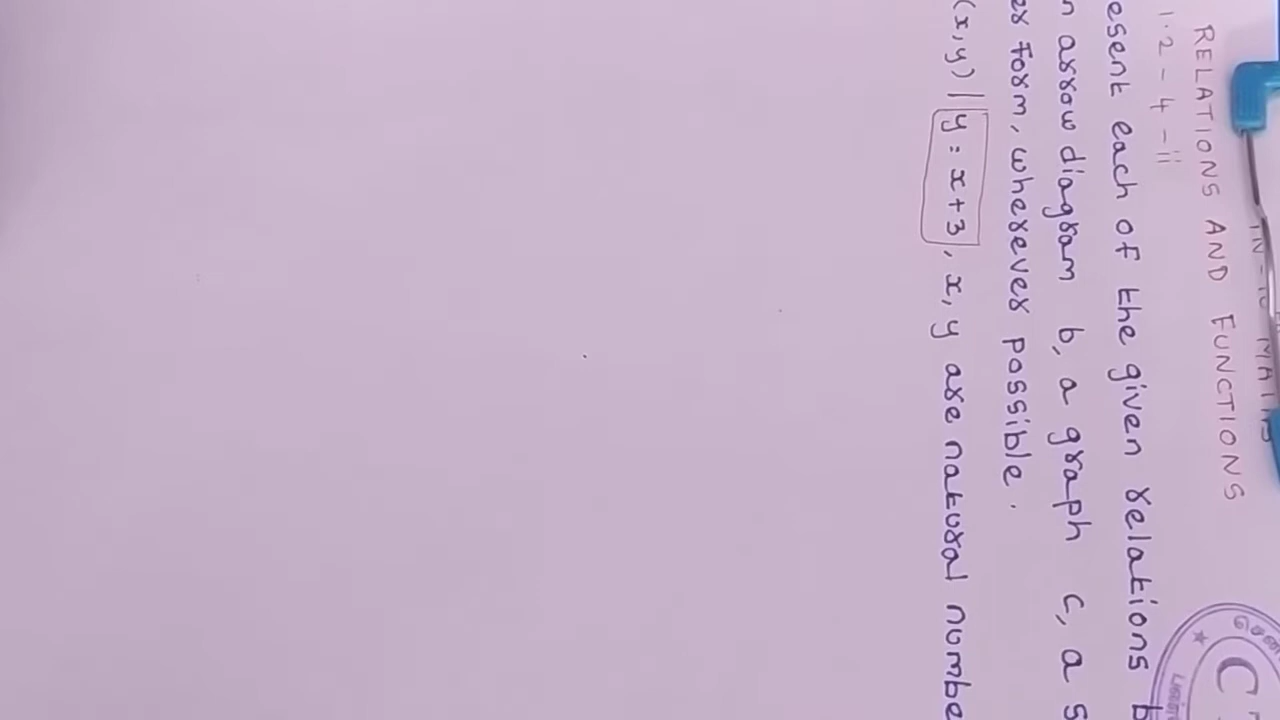 RELATIONS AND FUNCTIONS
1.2 - 4 - ii
esent each of the given relations b
n arrow diagram b, a graph c, a s
er form, wherever possible.
(x, y) | y = x + 3, x, y are natural numbe